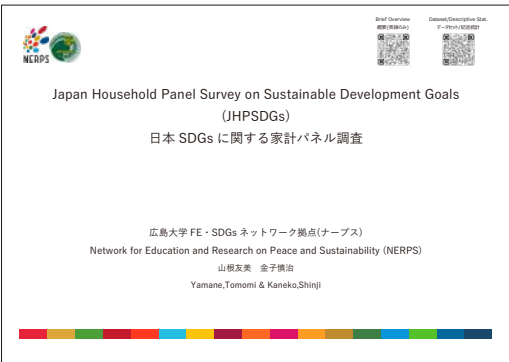 Brief Overview
概要(英語のみ)
Dataset/Descriptive Stat.
データセット/記述統計
NERPS
Japan Household Panel Survey on Sustainable Development Goals
(JHPSDGs)
日本 SDGs に関する家計パネル調査
広島大学 FE・SDGs ネットワーク拠点(ナープス)
Network for Education and Research on Peace and Sustainability (NERPS)
山根友美　金子慎治
Yamane,Tomomi & Kaneko,Shinji